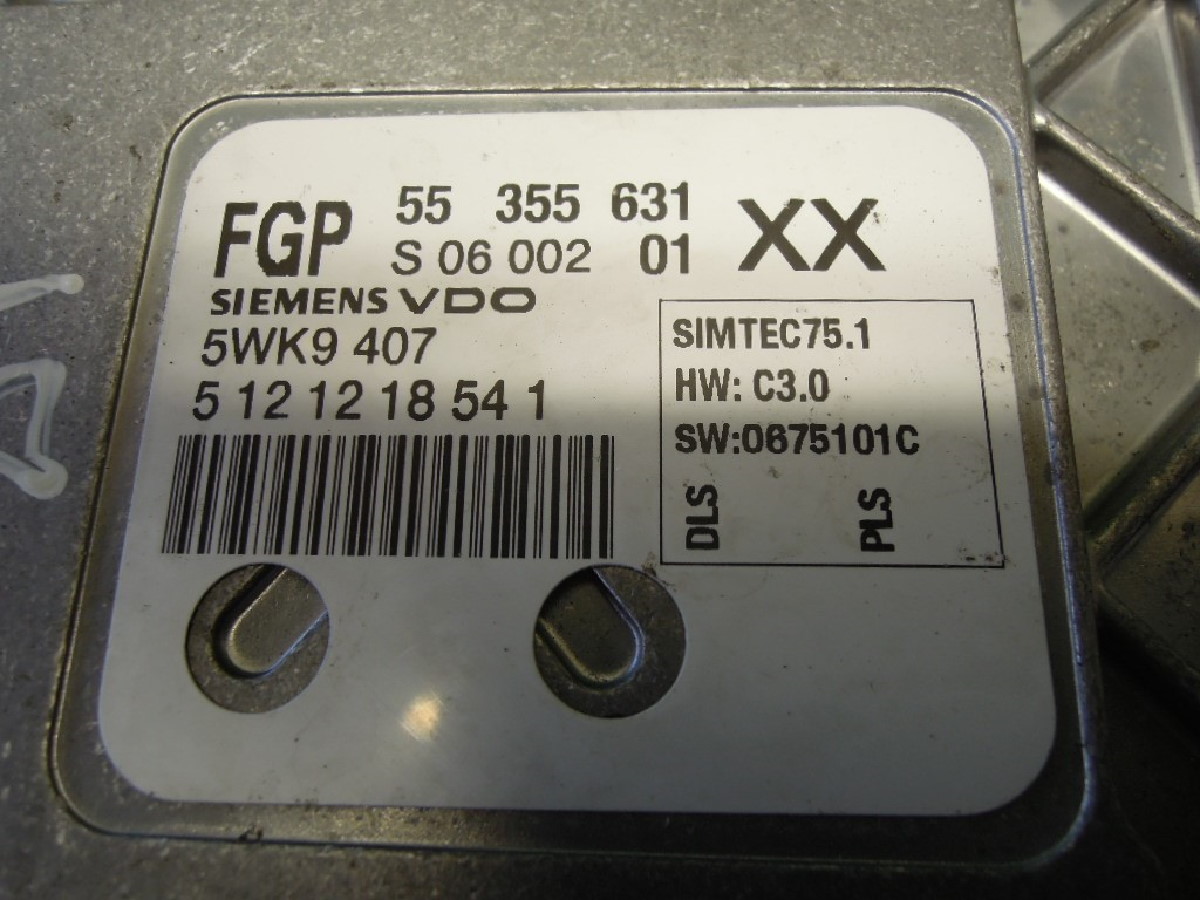 FGP 55 355 631 XX
S 06 002 01
SIEMENS VDO
5WK9 407
5 12 12 18 54 1
SIMTEC75.1
HW: C3.0
SW:0675101C
DLS PLS